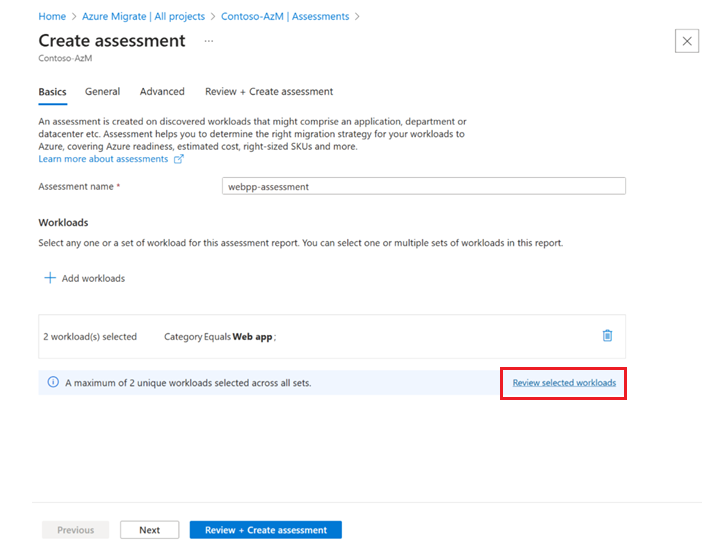 Home > Azure Migrate | All projects > Contoso-AzM | Assessments >
Create assessment ...
Contoso-AzM
Basics General Advanced Review + Create assessment
An assessment is created on discovered workloads that might comprise an application, department or
datacenter etc. Assessment helps you to determine the right migration strategy for your workloads to
Azure, covering Azure readiness, estimated cost, right-sized SKUs and more.
Learn more about assessments
Assessment name * webpp-assessment
Workloads
Select any one or a set of workload for this assessment report. You can select one or multiple sets of workloads in this report.
+ Add workloads
2 workload(s) selected Category Equals Web app ;
A maximum of 2 unique workloads selected across all sets. Review selected workloads
Previous Next Review + Create assessment